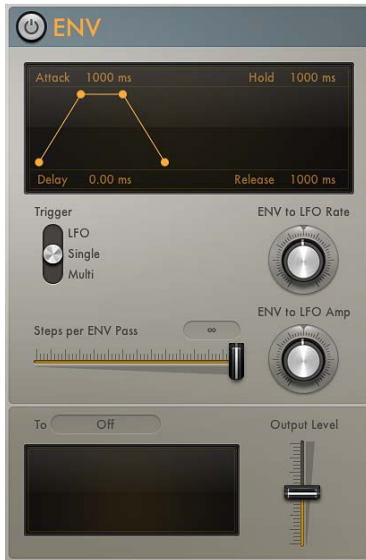 ENV
Attack 1000 ms Hold 1000 ms
Delay 0.00 ms Release 1000 ms
Trigger ENV to LFO Rate
LFO
Single
Multi
ENV to LFO Amp
Steps per ENV Pass ∞
To Off Output Level